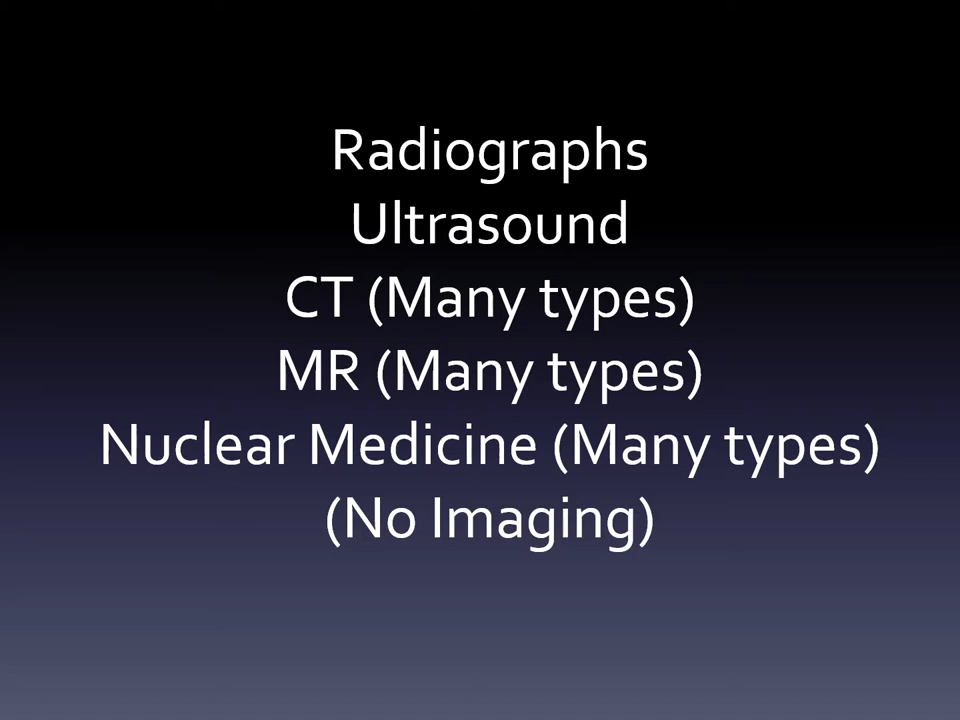 Radiographs
Ultrasound
CT (Many types)
MR (Many types)
Nuclear Medicine (Many types)
(No Imaging)